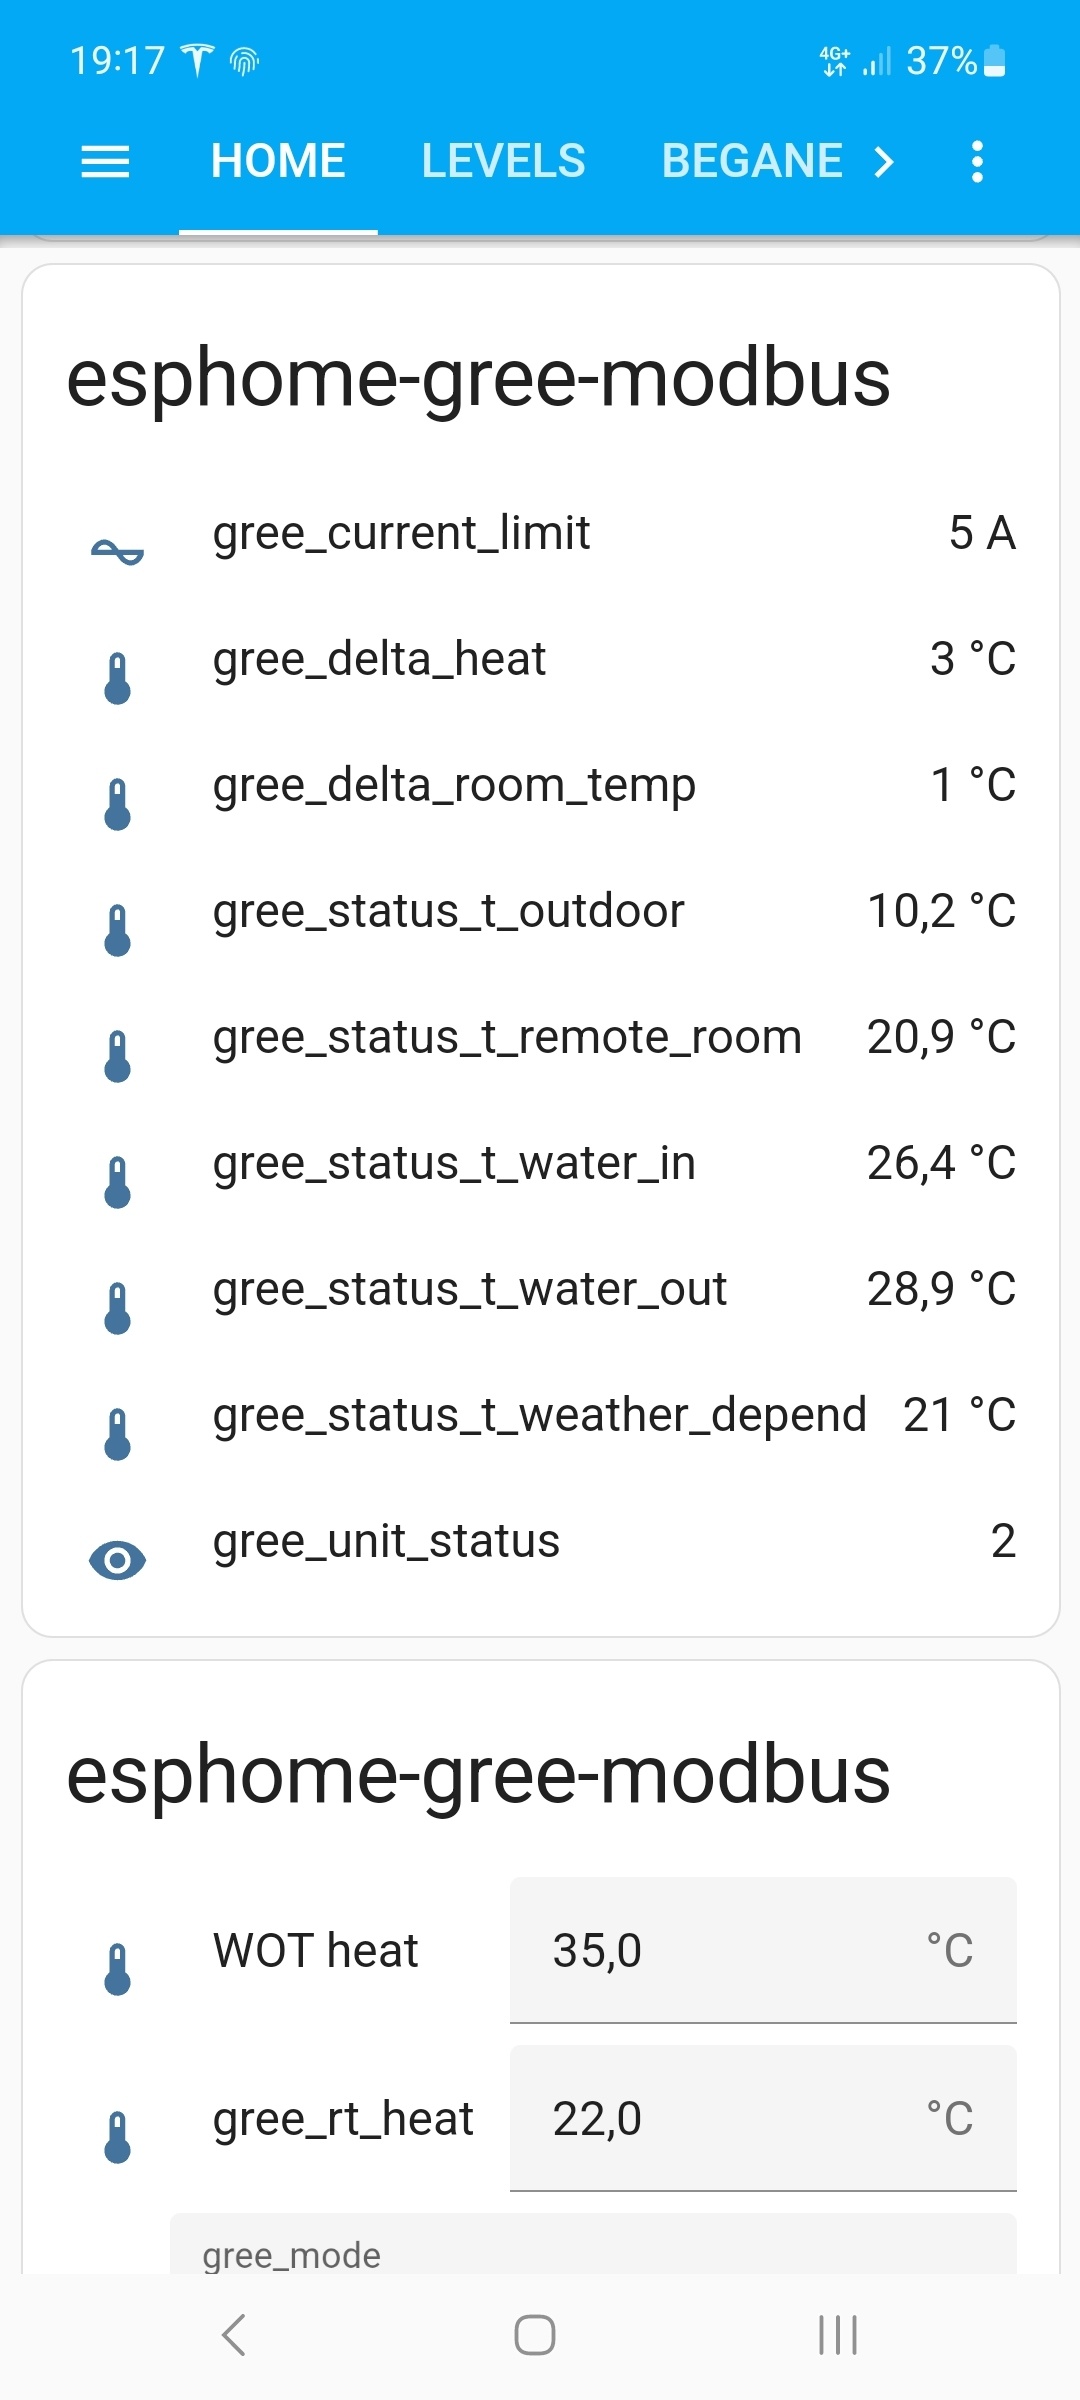 19:17 4G+ 37%
HOME LEVELS BEGANE
esphome-gree-modbus
gree_current_limit 5 A
gree_delta_heat 3 °C
gree_delta_room_temp 1 °C
gree_status_t_outdoor 10,2 °C
gree_status_t_remote_room 20,9 °C
gree_status_t_water_in 26,4 °C
gree_status_t_water_out 28,9 °C
gree_status_t_weather_depend 21 °C
gree_unit_status 2
esphome-gree-modbus
WOT heat 35,0 °C
gree_rt_heat 22,0 °C
gree_mode